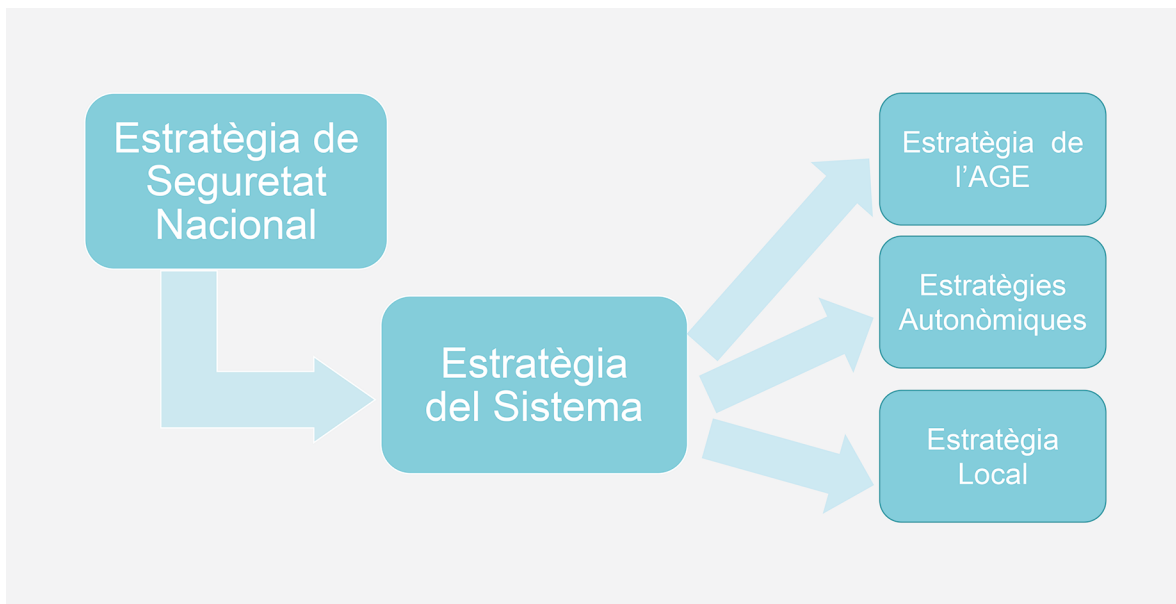 Estratègia de
Seguretat
Nacional
Estratègia
del Sistema
Estratègia de
l’AGE
Estratègies
Autonòmiques
Estratègia
Local